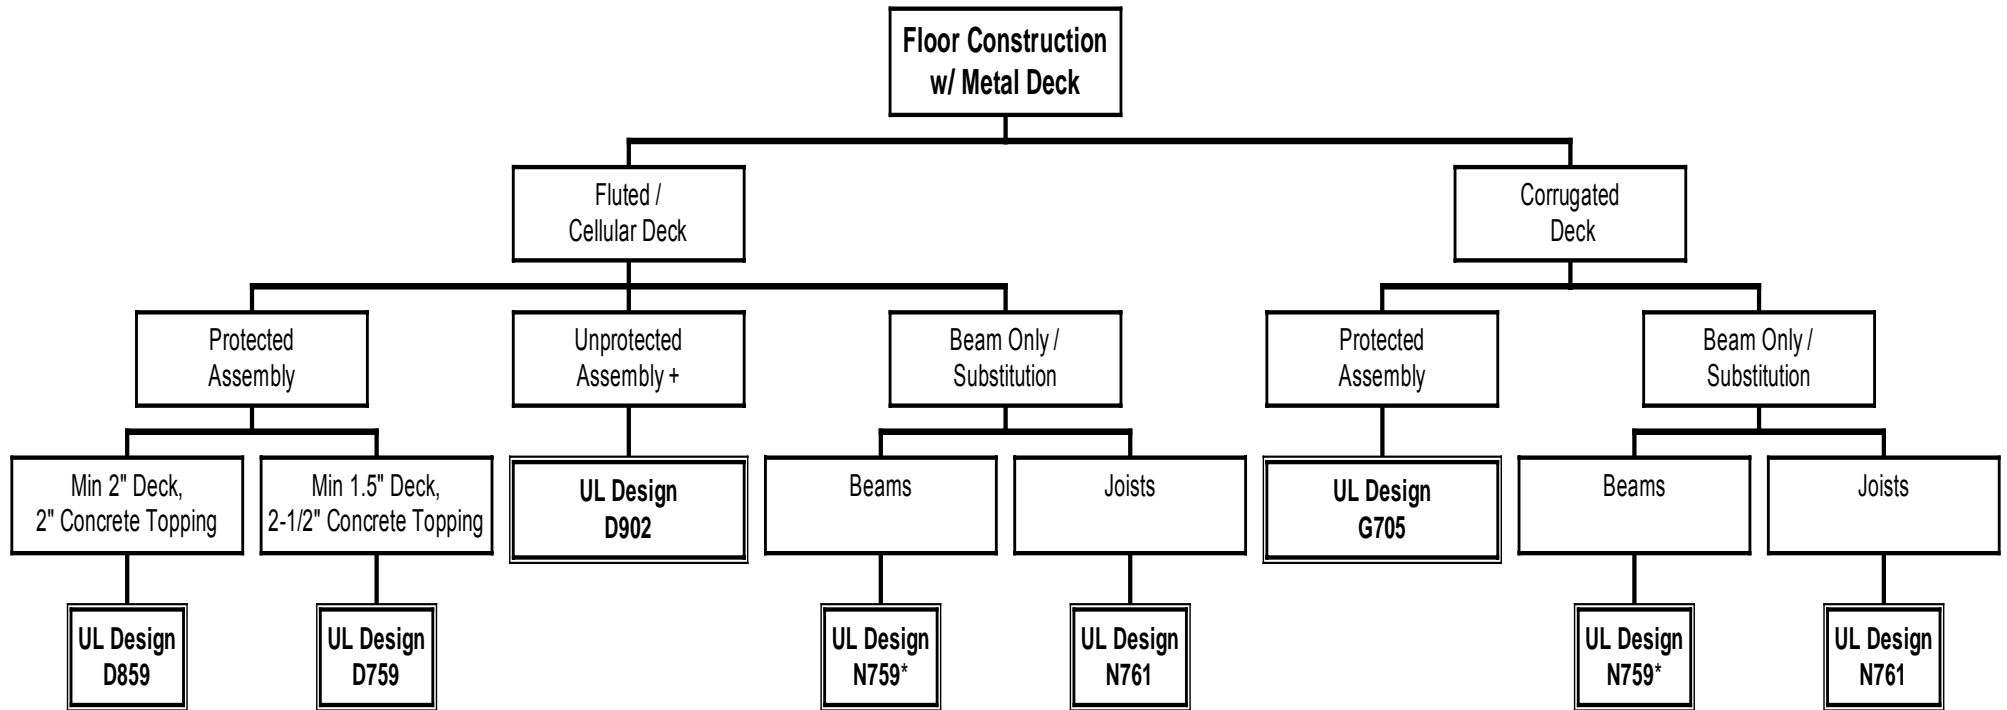 Floor Construction
w/ Metal Deck
Fluted /
Cellular Deck
Corrugated
Deck
Protected
Assembly
Unprotected
Assembly +
Beam Only /
Substitution
Protected
Assembly
Beam Only /
Substitution
Min 2" Deck,
2" Concrete Topping
Min 1.5" Deck,
2-1/2" Concrete Topping
UL Design
D902
Beams
Joists
UL Design
G705
Beams
Joists
UL Design
D859
UL Design
D759
UL Design
N759*
UL Design
N761
UL Design
N759*
UL Design
N761